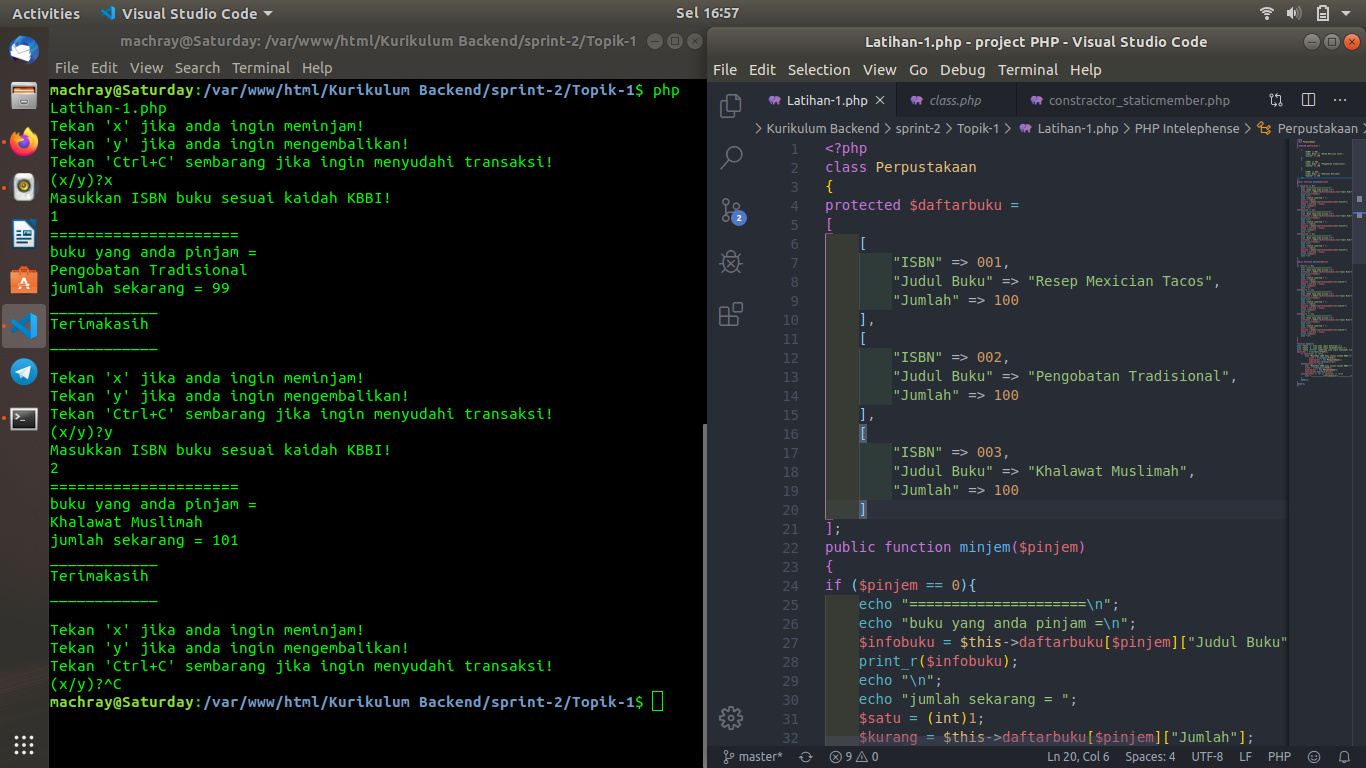 Activities
Visual Studio Code
Sel 16:57
machray@Saturday: /var/www/html/Kurikulum Backend/sprint-2/Topik-1
File Edit View Search Terminal Help
machray@Saturday:/var/www/html/Kurikulum Backend/sprint-2/Topik-1$ php
Latihan-1.php
Tekan 'x' jika anda ingin meminjam!
Tekan 'y' jika anda ingin mengembalikan!
Tekan 'Ctrl+C' sembarang jika ingin menyudahi transaksi!
(x/y)?x
Masukkan ISBN buku sesuai kaidah KBBI!
1
=====================
buku yang anda pinjam =
Pengobatan Tradisional
jumlah sekarang = 99
____________
Terimakasih
____________
Tekan 'x' jika anda ingin meminjam!
Tekan 'y' jika anda ingin mengembalikan!
Tekan 'Ctrl+C' sembarang jika ingin menyudahi transaksi!
(x/y)?y
Masukkan ISBN buku sesuai kaidah KBBI!
2
=====================
buku yang anda pinjam =
Khalawat Muslimah
jumlah sekarang = 101
____________
Terimakasih
____________
Tekan 'x' jika anda ingin meminjam!
Tekan 'y' jika anda ingin mengembalikan!
Tekan 'Ctrl+C' sembarang jika ingin menyudahi transaksi!
(x/y)?^C
machray@Saturday:/var/www/html/Kurikulum Backend/sprint-2/Topik-1$
Latihan-1.php - project PHP - Visual Studio Code
File Edit Selection View Go Debug Terminal Help
Latihan-1.php × class.php constractor_staticmember.php ···
> Kurikulum Backend > sprint-2 > Topik-1 > Latihan-1.php > PHP Intelephense > Perpustakaan >
2
1 <?php
2 class Perpustakaan
3 {
4 protected $daftarbuku =
5 [
6 [
7 "ISBN" => 001,
8 "Judul Buku" => "Resep Mexician Tacos",
9 "Jumlah" => 100
10 ],
11 [
12 "ISBN" => 002,
13 "Judul Buku" => "Pengobatan Tradisional",
14 "Jumlah" => 100
15 ],
16 [
17 "ISBN" => 003,
18 "Judul Buku" => "Khalawat Muslimah",
19 "Jumlah" => 100
20 ]
21 ];
22 public function minjem($pinjem)
23 {
24 if ($pinjem == 0){
25 echo "=====================\n";
26 echo "buku yang anda pinjam =\n";
27 $infobuku = $this->daftarbuku[$pinjem]["Judul Buku"
28 print_r($infobuku);
29 echo "\n";
30 echo "jumlah sekarang = ";
31 $satu = (int)1;
32 $kurang = $this->daftarbuku[$pinjem]["Jumlah"];
master* 9 0 Ln 20, Col 6 Spaces: 4 UTF-8 LF PHP